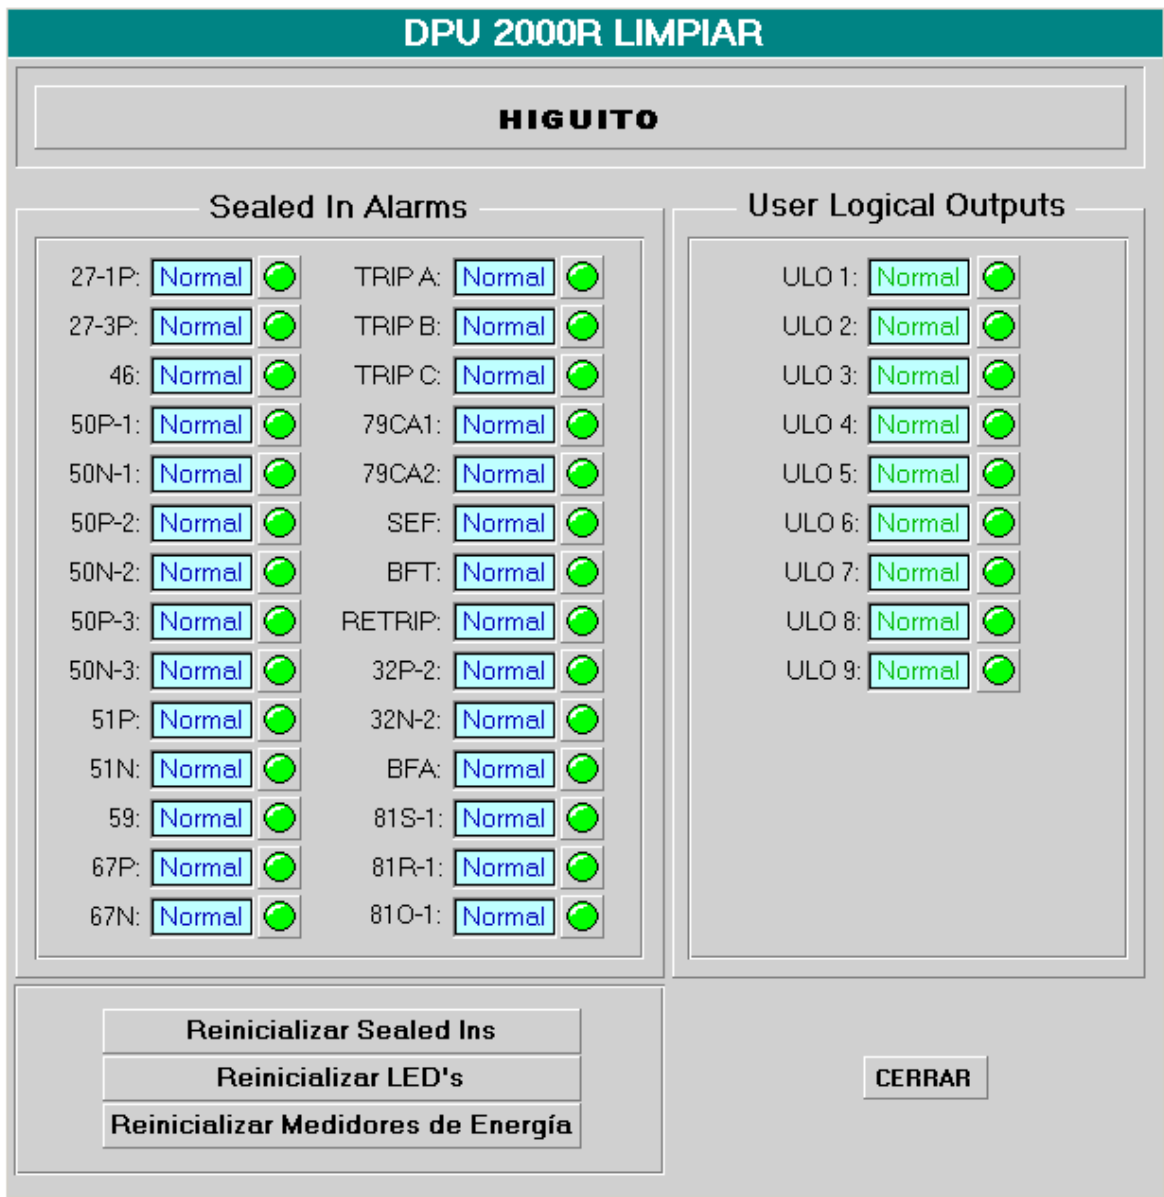 DPU 2000R LIMPIAR
HIGUITO
Sealed In Alarms
User Logical Outputs
27-1P: Normal TRIP A: Normal ULO 1: Normal
27-3P: Normal TRIP B: Normal ULO 2: Normal
46: Normal TRIP C: Normal ULO 3: Normal
50P-1: Normal 79CA1: Normal ULO 4: Normal
50N-1: Normal 79CA2: Normal ULO 5: Normal
50P-2: Normal SEF: Normal ULO 6: Normal
50N-2: Normal BFT: Normal ULO 7: Normal
50P-3: Normal RETRIP: Normal ULO 8: Normal
50N-3: Normal 32P-2: Normal ULO 9: Normal
51P: Normal 32N-2: Normal
51N: Normal BFA: Normal
59: Normal 81S-1: Normal
67P: Normal 81R-1: Normal
67N: Normal 81O-1: Normal
Reinicializar Sealed Ins
Reinicializar LED's
Reinicializar Medidores de Energía
CERRAR